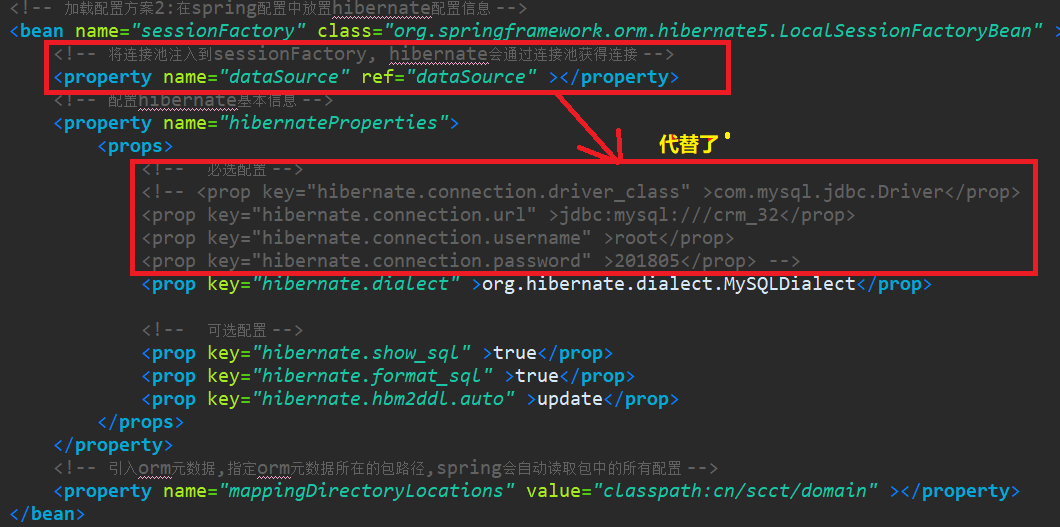 <!-- 加载配置方案2:在spring配置中放置hibernate配置信息 -->
<bean name="sessionFactory" class="org.springframework.orm.hibernate5.LocalSessionFactoryBean" >
<!-- 将连接池注入到sessionFactory, hibernate会通过连接池获得连接 -->
<property name="dataSource" ref="dataSource" ></property>
<!-- 配置hibernate基本信息 -->
<property name="hibernateProperties">
<props>
代替了
<!--  必选配置 -->
<!-- <prop key="hibernate.connection.driver_class" >com.mysql.jdbc.Driver</prop>
<prop key="hibernate.connection.url" >jdbc:mysql:///crm_32</prop>
<prop key="hibernate.connection.username" >root</prop>
<prop key="hibernate.connection.password" >201805</prop> -->
<prop key="hibernate.dialect" >org.hibernate.dialect.MySQLDialect</prop>
<!--  可选配置 -->
<prop key="hibernate.show_sql" >true</prop>
<prop key="hibernate.format_sql" >true</prop>
<prop key="hibernate.hbm2ddl.auto" >update</prop>
</props>
</property>
<!-- 引入orm元数据,指定orm元数据所在的包路径,spring会自动读取包中的所有配置 -->
<property name="mappingDirectoryLocations" value="classpath:cn/scct/domain" ></property>
</bean>